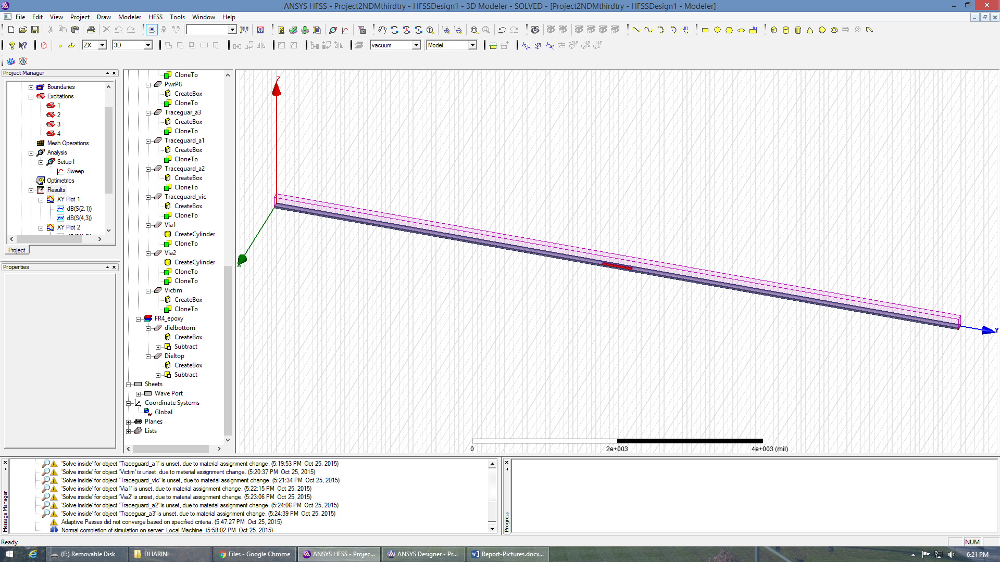 ANSYS HFSS - Project2NDMthirdtry - HFSSDesign1 - 3D Modeler - SOLVED - [Project2NDMthirdtry - HFSSDesign1 - Modeler]
File Edit View Project Draw Modeler HFSS Tools Window Help
ZX 3D vacuum Model
Project Manager
Boundaries
Excitations
1
2
3
4
Mesh Operations
Analysis
Setup1
Sweep
Optimetrics
Results
XY Plot 1
dB(S(2,1))
dB(S(4,3))
XY Plot 2
Project
Properties
CloneTo
PwrP8
CreateBox
CloneTo
Traceguar_a3
CreateBox
CloneTo
Traceguard_a1
CreateBox
CloneTo
Traceguard_a2
CreateBox
CloneTo
Traceguard_vic
CreateBox
CloneTo
Via1
CreateCylinder
CloneTo
Via2
CreateCylinder
CloneTo
CloneTo
Victim
CreateBox
CloneTo
FR4_epoxy
dielbottom
CreateBox
Subtract
Dieltop
CreateBox
Subtract
Sheets
Wave Port
Coordinate Systems
Global
Planes
Lists
Z
Y
0 2e+003 4e+003 (mil)
Message Manager
'Solve inside' for object 'Traceguard_a1' is unset, due to material assignment change. (5:19:53 PM Oct 25, 2015)
'Solve inside' for object 'Victim' is unset, due to material assignment change. (5:20:37 PM Oct 25, 2015)
'Solve inside' for object 'Traceguard_vic' is unset, due to material assignment change. (5:21:34 PM Oct 25, 2015)
'Solve inside' for object 'Via1' is unset, due to material assignment change. (5:22:15 PM Oct 25, 2015)
'Solve inside' for object 'Via2' is unset, due to material assignment change. (5:23:06 PM Oct 25, 2015)
'Solve inside' for object 'Traceguard_a2' is unset, due to material assignment change. (5:24:06 PM Oct 25, 2015)
'Solve inside' for object 'Traceguar_a3' is unset, due to material assignment change. (5:24:39 PM Oct 25, 2015)
Adaptive Passes did not converge based on specified criteria. (5:47:27 PM Oct 25, 2015)
Normal completion of simulation on server: Local Machine. (5:58:02 PM Oct 25, 2015)
Progress
Ready
NUM
(E:) Removable Disk
DHARINI
Files - Google Chrome
ANSYS HFSS - Projec...
ANSYS Designer - Pr...
Report-Pictures.docx...
6:21 PM